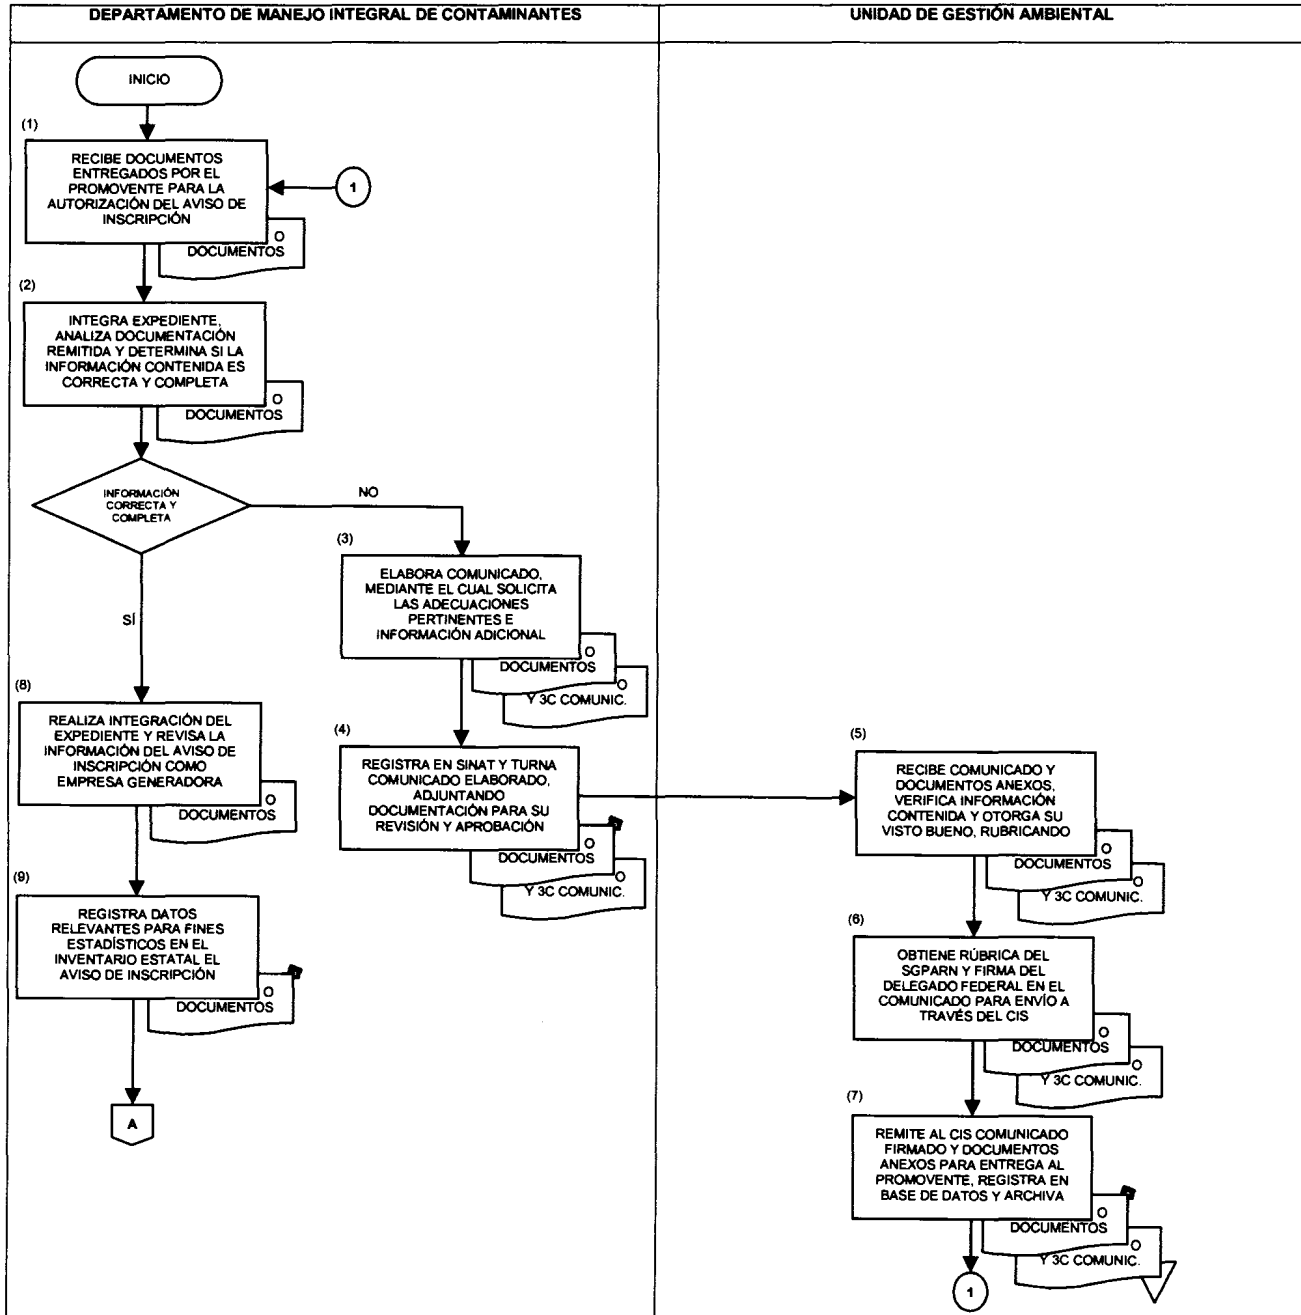 DEPARTAMENTO DE MANEJO INTEGRAL DE CONTAMINANTES
UNIDAD DE GESTIÓN AMBIENTAL
INICIO
(1)
RECIBE DOCUMENTOS
ENTREGADOS POR EL
PROMOVENTE PARA LA
AUTORIZACIÓN DEL AVISO DE
INSCRIPCIÓN
1
O
DOCUMENTOS
(2)
INTEGRA EXPEDIENTE,
ANALIZA DOCUMENTACIÓN
REMITIDA Y DETERMINA SI LA
INFORMACIÓN CONTENIDA ES
CORRECTA Y COMPLETA
O
DOCUMENTOS
INFORMACIÓN
CORRECTA Y
COMPLETA
NO
SÍ
(3)
ELABORA COMUNICADO,
MEDIANTE EL CUAL SOLICITA
LAS ADECUACIONES
PERTINENTES E
INFORMACIÓN ADICIONAL
O
DOCUMENTOS
O
Y 3C COMUNIC.
(4)
REGISTRA EN SINAT Y TURNA
COMUNICADO ELABORADO,
ADJUNTANDO
DOCUMENTACIÓN PARA SU
REVISIÓN Y APROBACIÓN
O
DOCUMENTOS
O
Y 3C COMUNIC.
(5)
RECIBE COMUNICADO Y
DOCUMENTOS ANEXOS,
VERIFICA INFORMACIÓN
CONTENIDA Y OTORGA SU
VISTO BUENO, RUBRICANDO
O
DOCUMENTOS
O
Y 3C COMUNIC.
(6)
OBTIENE RÚBRICA DEL
SGPARN Y FIRMA DEL
DELEGADO FEDERAL EN EL
COMUNICADO PARA ENVÍO A
TRAVÉS DEL CIS
O
DOCUMENTOS
O
Y 3C COMUNIC.
(7)
REMITE AL CIS COMUNICADO
FIRMADO Y DOCUMENTOS
ANEXOS PARA ENTREGA AL
PROMOVENTE, REGISTRA EN
BASE DE DATOS Y ARCHIVA
O
DOCUMENTOS
O
Y 3C COMUNIC.
1
(8)
REALIZA INTEGRACIÓN DEL
EXPEDIENTE Y REVISA LA
INFORMACIÓN DEL AVISO DE
INSCRIPCIÓN COMO
EMPRESA GENERADORA
O
DOCUMENTOS
(9)
REGISTRA DATOS
RELEVANTES PARA FINES
ESTADÍSTICOS EN EL
INVENTARIO ESTATAL EL
AVISO DE INSCRIPCIÓN
O
DOCUMENTOS
A